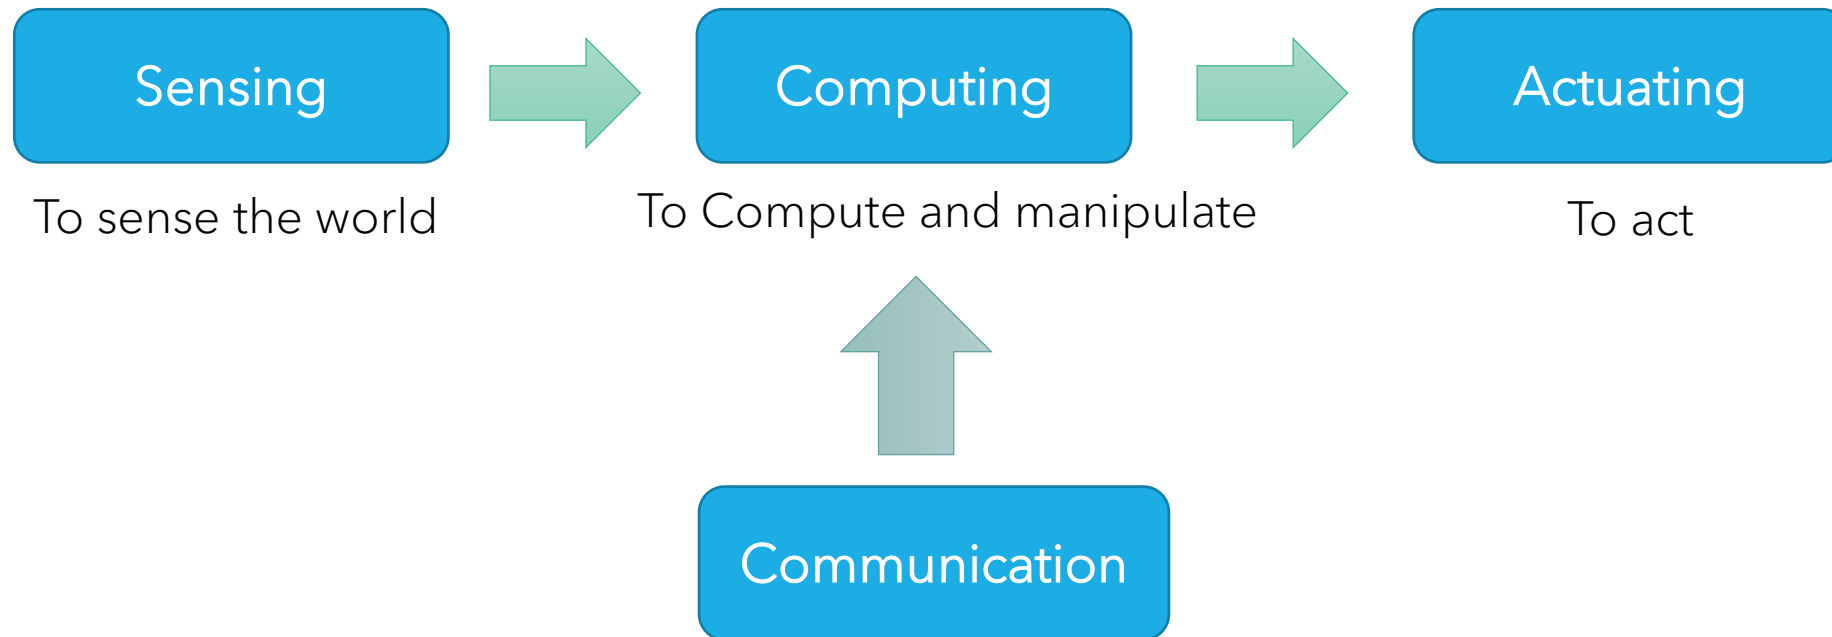 Sensing
Computing
Actuating
To sense the world
To Compute and manipulate
To act
Communication